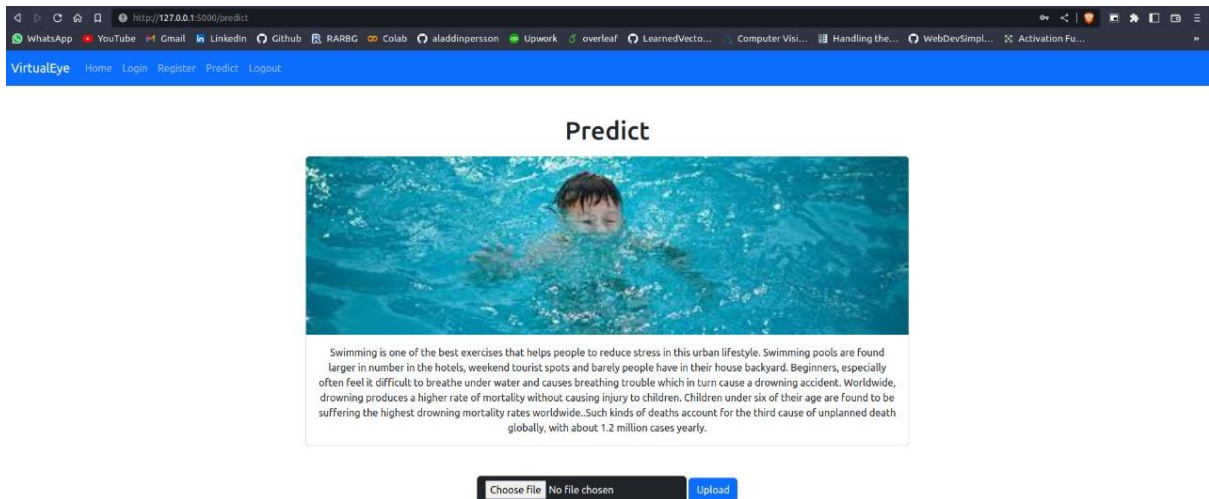 http://127.0.0.1:5000/predict
WhatsApp YouTube Gmail LinkedIn Github RARBG Colab aladdinpersson Upwork overleaf LearnedVecto... Computer Visi... Handling the... WebDevSimpl... Activation Fu... »
VirtualEye Home Login Register Predict Logout
Predict
Swimming is one of the best exercises that helps people to reduce stress in this urban lifestyle. Swimming pools are found
larger in number in the hotels, weekend tourist spots and barely people have in their house backyard. Beginners, especially
often feel it difficult to breathe under water and causes breathing trouble which in turn cause a drowning accident. Worldwide,
drowning produces a higher rate of mortality without causing injury to children. Children under six of their age are found to be
suffering the highest drowning mortality rates worldwide..Such kinds of deaths account for the third cause of unplanned death
globally, with about 1.2 million cases yearly.
Choose file No file chosen Upload